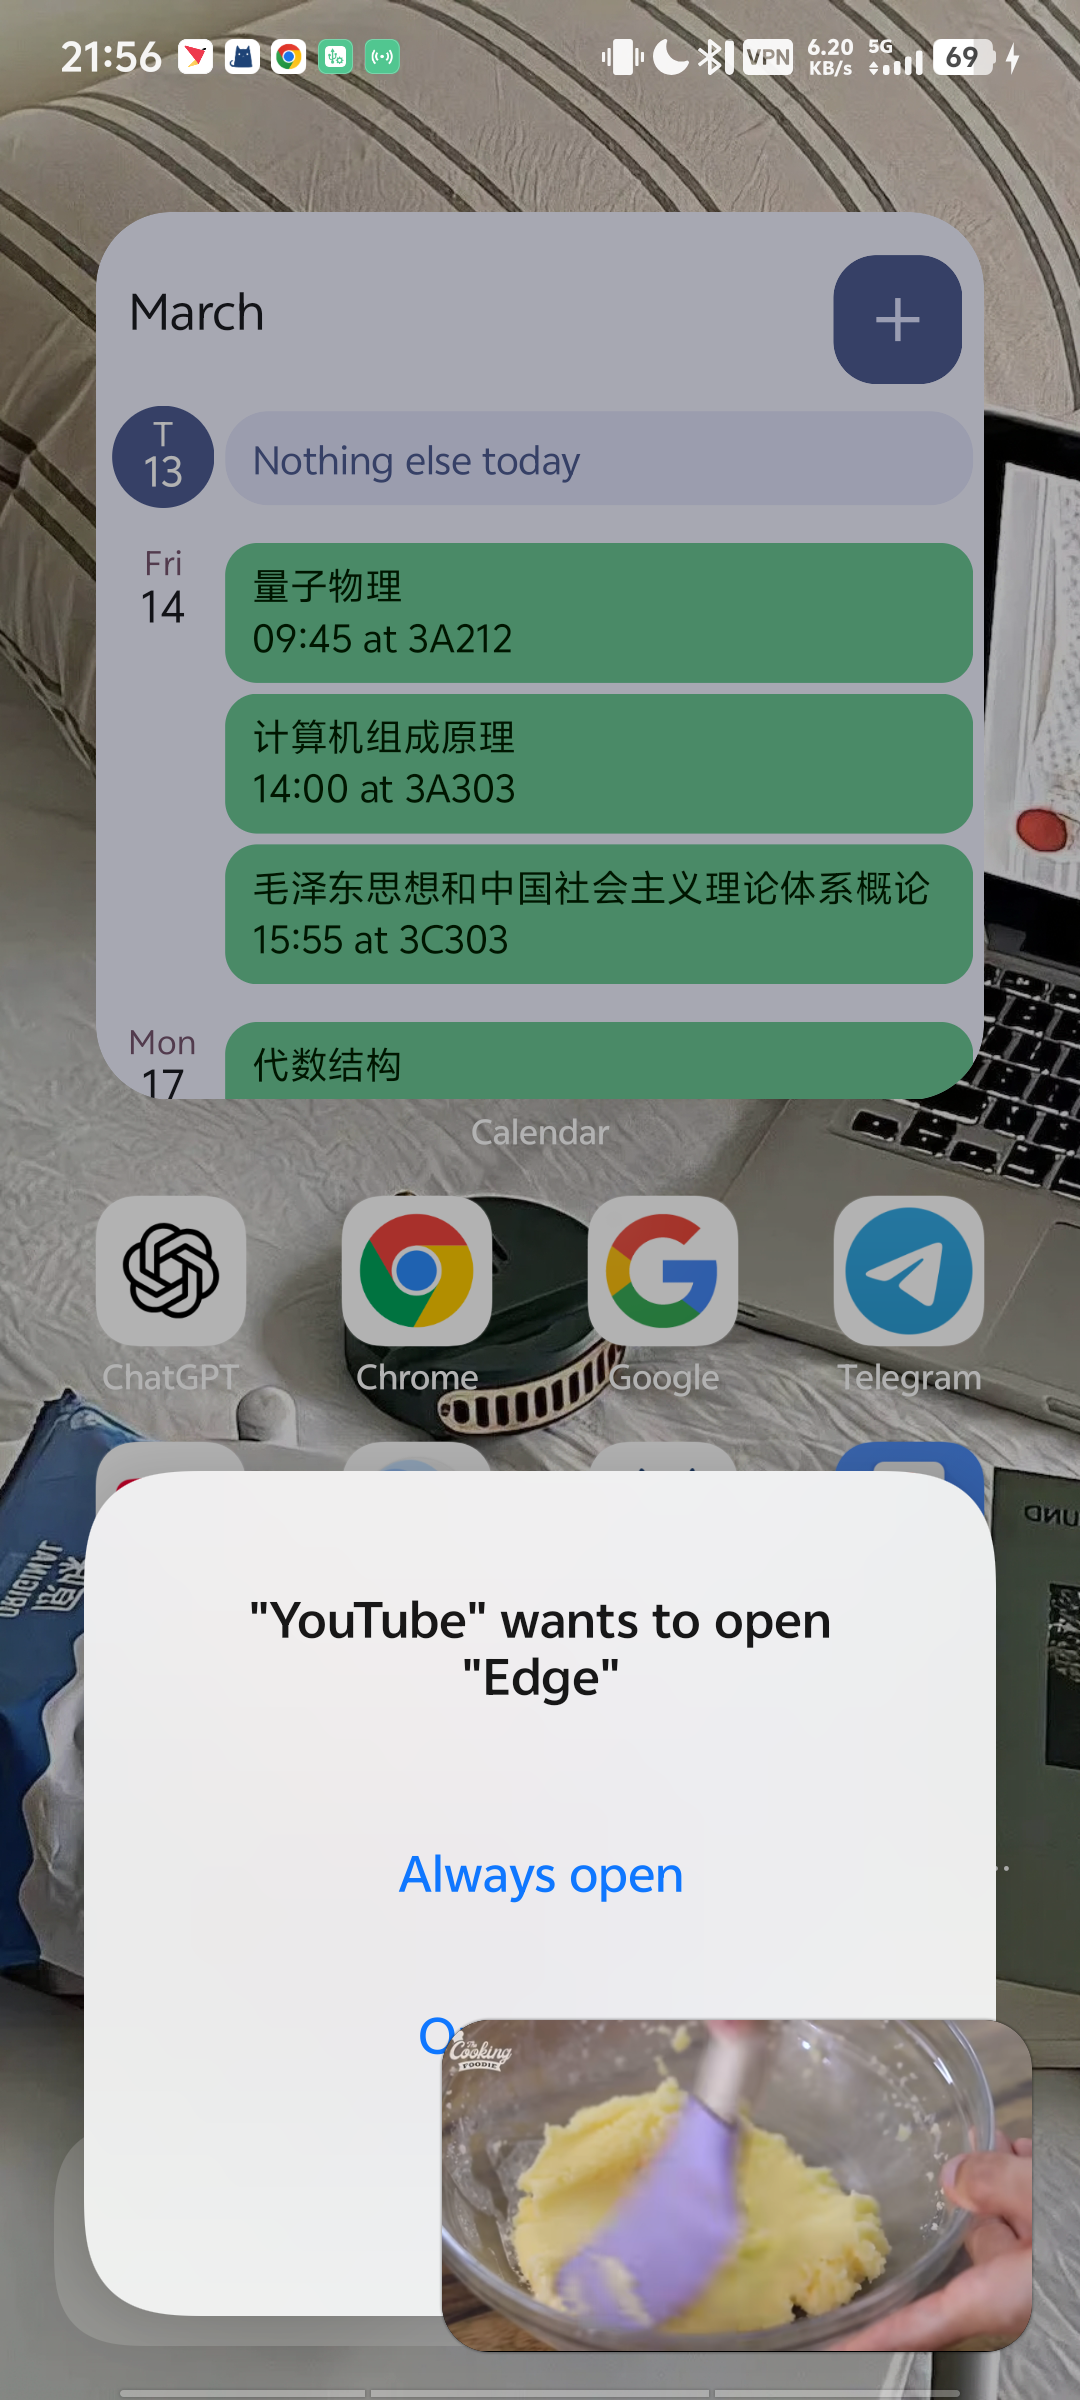 21:56
VPN
6.20
KB/s
5G
69
March
T
13
Nothing else today
Fri
14
量子物理
09:45 at 3A212
计算机组成原理
14:00 at 3A303
毛泽东思想和中国社会主义理论体系概论
15:55 at 3C303
Mon
17
代数结构
Calendar
ChatGPT
Chrome
Google
Telegram
"YouTube" wants to open
"Edge"
Always open
The
Cooking
FOODIE